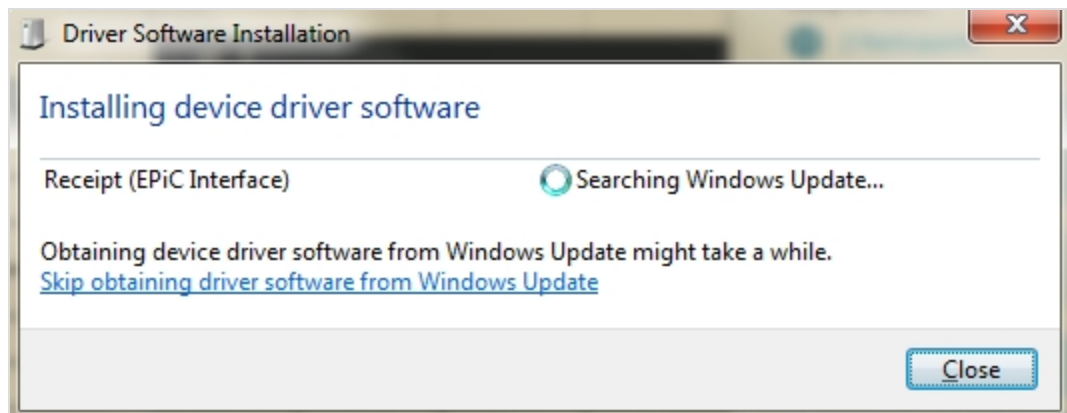 Driver Software Installation
Installing device driver software
Receipt (EPiC Interface) Searching Windows Update...
Obtaining device driver software from Windows Update might take a while.
Skip obtaining driver software from Windows Update
Close